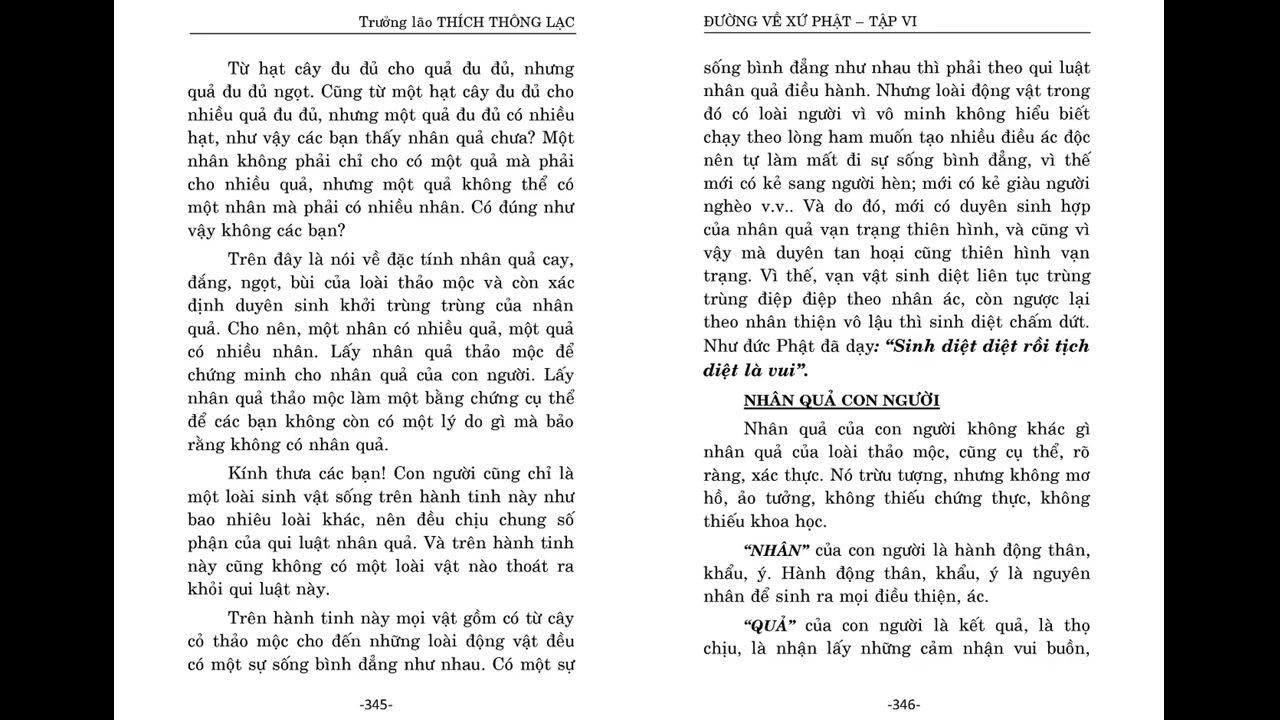 Trưởng lão THÍCH THÔNG LẠC
Từ hạt cây đu đủ cho quả đu đủ, nhưng
quả đu đủ ngọt. Cũng từ một hạt cây đu đủ cho
nhiều quả đu đủ, nhưng một quả đu đủ có nhiều
hạt, như vậy các bạn thấy nhân quả chưa? Một
nhân không phải chỉ cho có một quả mà phải
cho nhiều quả, nhưng một quả không thể có
một nhân mà phải có nhiều nhân. Có đúng như
vậy không các bạn?
Trên đây là nói về đặc tính nhân quả cay,
đắng, ngọt, bùi của loài thảo mộc và còn xác
định duyên sinh khởi trùng trùng của nhân
quả. Cho nên, một nhân có nhiều quả, một quả
có nhiều nhân. Lấy nhân quả thảo mộc để
chứng minh cho nhân quả của con người. Lấy
nhân quả thảo mộc làm một bằng chứng cụ thể
để các bạn không còn có một lý do gì mà bảo
rằng không có nhân quả.
Kính thưa các bạn! Con người cũng chỉ là
một loài sinh vật sống trên hành tinh này như
bao nhiêu loài khác, nên đều chịu chung số
phận của qui luật nhân quả. Và trên hành tinh
này cũng không có một loài vật nào thoát ra
khỏi qui luật này.
Trên hành tinh này mọi vật gồm có từ cây
cỏ thảo mộc cho đến những loài động vật đều
có một sự sống bình đẳng như nhau. Có một sự
-345-
ĐƯỜNG VỀ XỨ PHẬT – TẬP VI
sống bình đẳng như nhau thì phải theo qui luật
nhân quả điều hành. Nhưng loài động vật trong
đó có loài người vì vô minh không hiểu biết
chạy theo lòng ham muốn tạo nhiều điều ác độc
nên tự làm mất đi sự sống bình đẳng, vì thế
mới có kẻ sang người hèn; mới có kẻ giàu người
nghèo v.v.. Và do đó, mới có duyên sinh hợp
của nhân quả vạn trạng thiên hình, và cũng vì
vậy mà duyên tan hoại cũng thiên hình vạn
trạng. Vì thế, vạn vật sinh diệt liên tục trùng
trùng điệp điệp theo nhân ác, còn ngược lại
theo nhân thiện vô lậu thì sinh diệt chấm dứt.
Như đức Phật đã dạy: “Sinh diệt diệt rồi tịch
diệt là vui”.
NHÂN QUẢ CON NGƯỜI
Nhân quả của con người không khác gì
nhân quả của loài thảo mộc, cũng cụ thể, rõ
ràng, xác thực. Nó trừu tượng, nhưng không mơ
hồ, ảo tưởng, không thiếu chứng thực, không
thiếu khoa học.
“NHÂN” của con người là hành động thân,
khẩu, ý. Hành động thân, khẩu, ý là nguyên
nhân để sinh ra mọi điều thiện, ác.
“QUẢ” của con người là kết quả, là thọ
chịu, là nhận lấy những cảm nhận vui buồn,
-346-